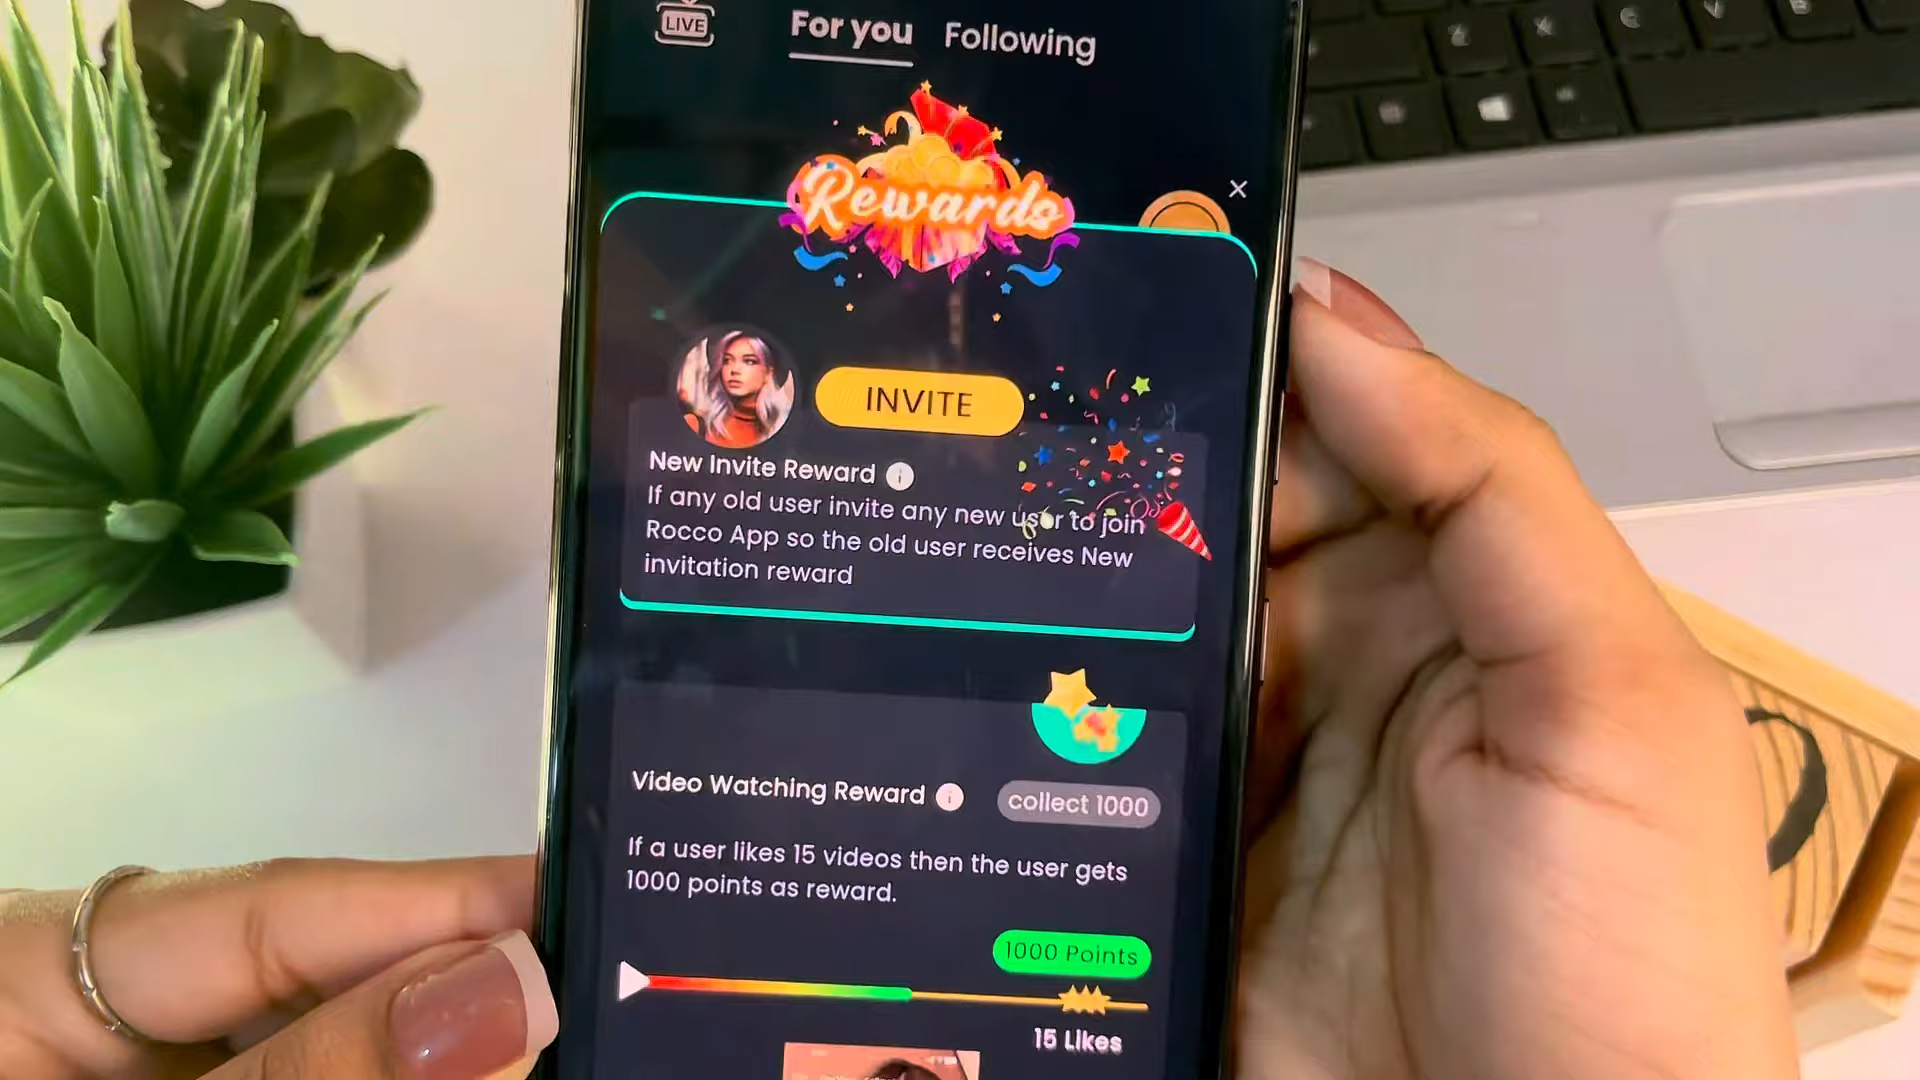 LIVE
For you
Following
Rewards
INVITE
New Invite Reward
If any old user invite any new user to join
Rocco App so the old user receives New
invitation reward
Video Watching Reward
collect 1000
If a user likes 15 videos then the user gets
1000 points as reward.
1000 Points
15 Likes